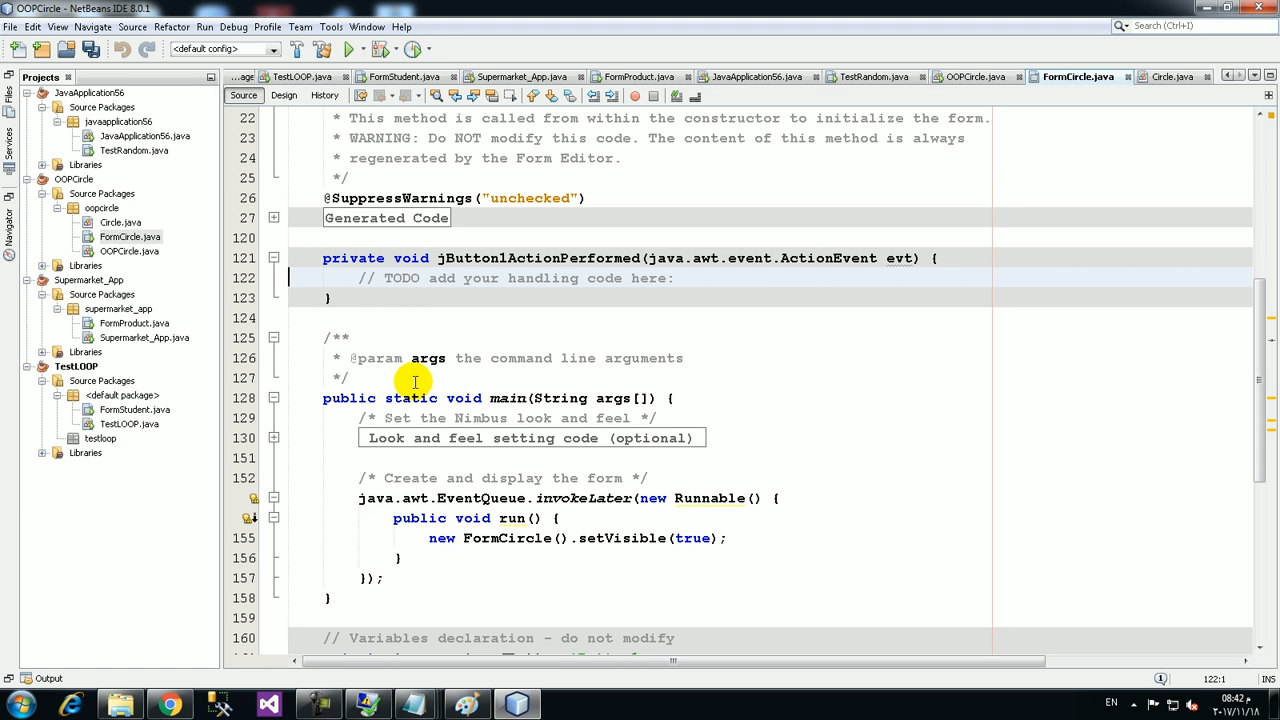 OOPCircle - NetBeans IDE 8.0.1
File Edit View Navigate Source Refactor Run Debug Profile Team Tools Window Help
Search (Ctrl+I)
<default config>
Projects
...age TestLOOP.java FormStudent.java Supermarket_App.java FormProduct.java JavaApplication56.java TestRandom.java OOPCircle.java FormCircle.java Circle.java
Source Design History
Files
Services
Navigator
JavaApplication56
Source Packages
javaapplication56
JavaApplication56.java
TestRandom.java
Libraries
OOPCircle
Source Packages
oopcircle
Circle.java
FormCircle.java
OOPCircle.java
Libraries
Supermarket_App
Source Packages
supermarket_app
FormProduct.java
Supermarket_App.java
Libraries
TestLOOP
Source Packages
<default package>
FormStudent.java
TestLOOP.java
testloop
Libraries
22 * This method is called from within the constructor to initialize the form.
23 * WARNING: Do NOT modify this code. The content of this method is always
24 * regenerated by the Form Editor.
25 */
26 @SuppressWarnings("unchecked")
27 Generated Code
120
121 private void jButton1ActionPerformed(java.awt.event.ActionEvent evt) {
122 // TODO add your handling code here:
123 }
124
125 /**
126 * @param args the command line arguments
127 */
128 public static void main(String args[]) {
129 /* Set the Nimbus look and feel */
130 Look and feel setting code (optional)
151
152 /* Create and display the form */
java.awt.EventQueue.invokeLater(new Runnable() {
public void run() {
155 new FormCircle().setVisible(true);
156 }
157 });
158 }
159
160 // Variables declaration - do not modify
Output
1
122:1
INS
EN
08:42 م
٢٠١٧/١١/١٨